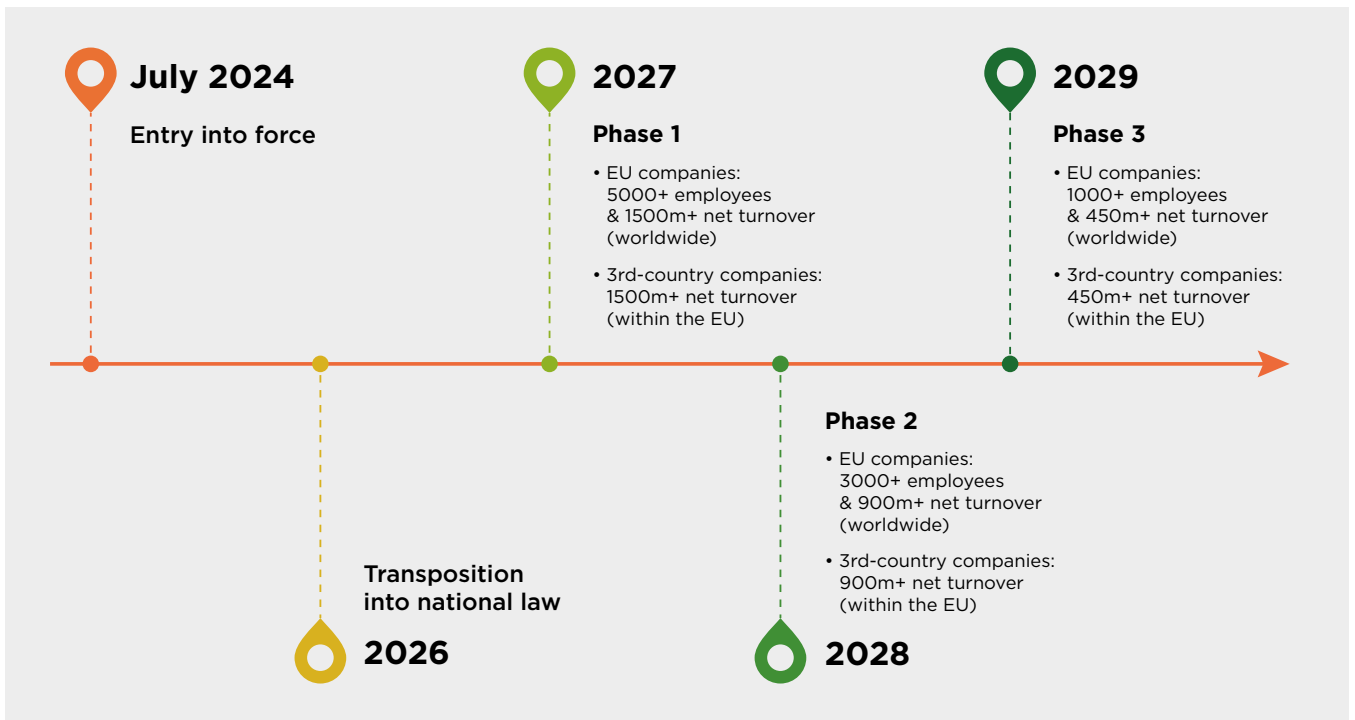 July 2024
Entry into force
Transposition
into national law
2026
2027
Phase 1
• EU companies:
5000+ employees
& 1500m+ net turnover
(worldwide)
• 3rd-country companies:
1500m+ net turnover
(within the EU)
Phase 2
• EU companies:
3000+ employees
& 900m+ net turnover
(worldwide)
• 3rd-country companies:
900m+ net turnover
(within the EU)
2028
2029
Phase 3
• EU companies:
1000+ employees
& 450m+ net turnover
(worldwide)
• 3rd-country companies:
450m+ net turnover
(within the EU)